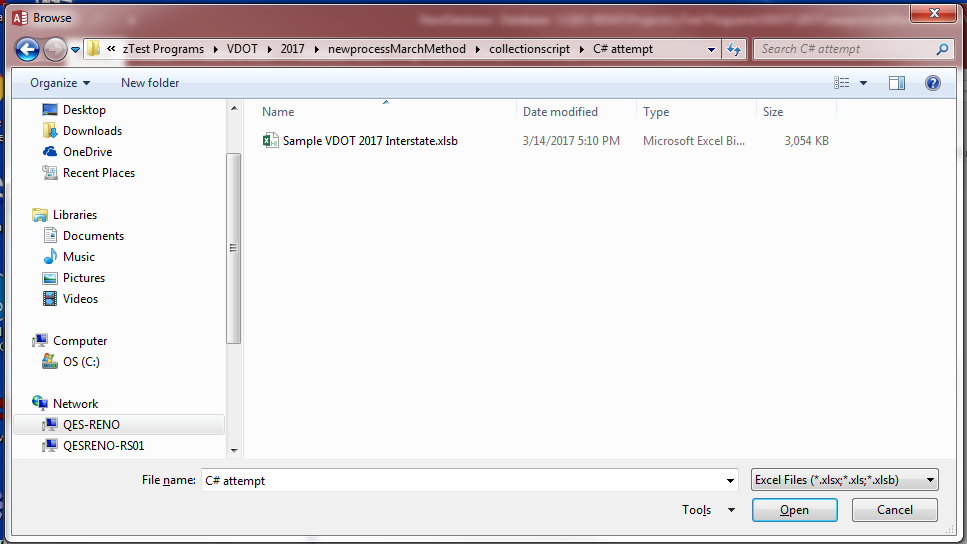 Browse
« zTest Programs VDOT 2017 newprocessMarchMethod collectionscript C# attempt Search C# attempt
Organize New folder
Desktop
Downloads
OneDrive
Recent Places
Libraries
Documents
Music
Pictures
Videos
Computer
OS (C:)
Network
QES-RENO
QESRENO-RS01
Name Date modified Type Size
Sample VDOT 2017 Interstate.xlsb 3/14/2017 5:10 PM Microsoft Excel Bi... 3,054 KB
File name: C# attempt Excel Files (*.xlsx;*.xls;*.xlsb)
Tools Open Cancel